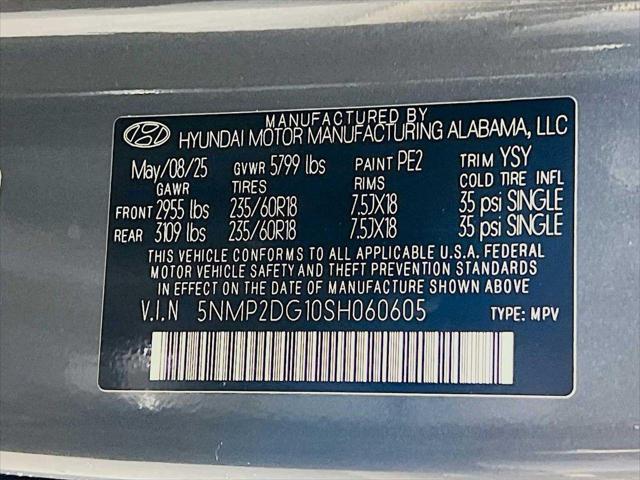 MANUFACTURED BY
HYUNDAI MOTOR MANUFACTURING ALABAMA, LLC
May/08/25 GVWR 5799 lbs PAINT PE2 TRIM YSY
GAWR TIRES RIMS COLD TIRE INFL
FRONT 2955 lbs 235/60R18 7.5JX18 35 psi SINGLE
REAR 3109 lbs 235/60R18 7.5JX18 35 psi SINGLE
THIS VEHICLE CONFORMS TO ALL APPLICABLE U.S.A. FEDERAL
MOTOR VEHICLE SAFETY AND THEFT PREVENTION STANDARDS
IN EFFECT ON THE DATE OF MANUFACTURE SHOWN ABOVE
V.I.N 5NMP2DG10SH060605 TYPE: MPV